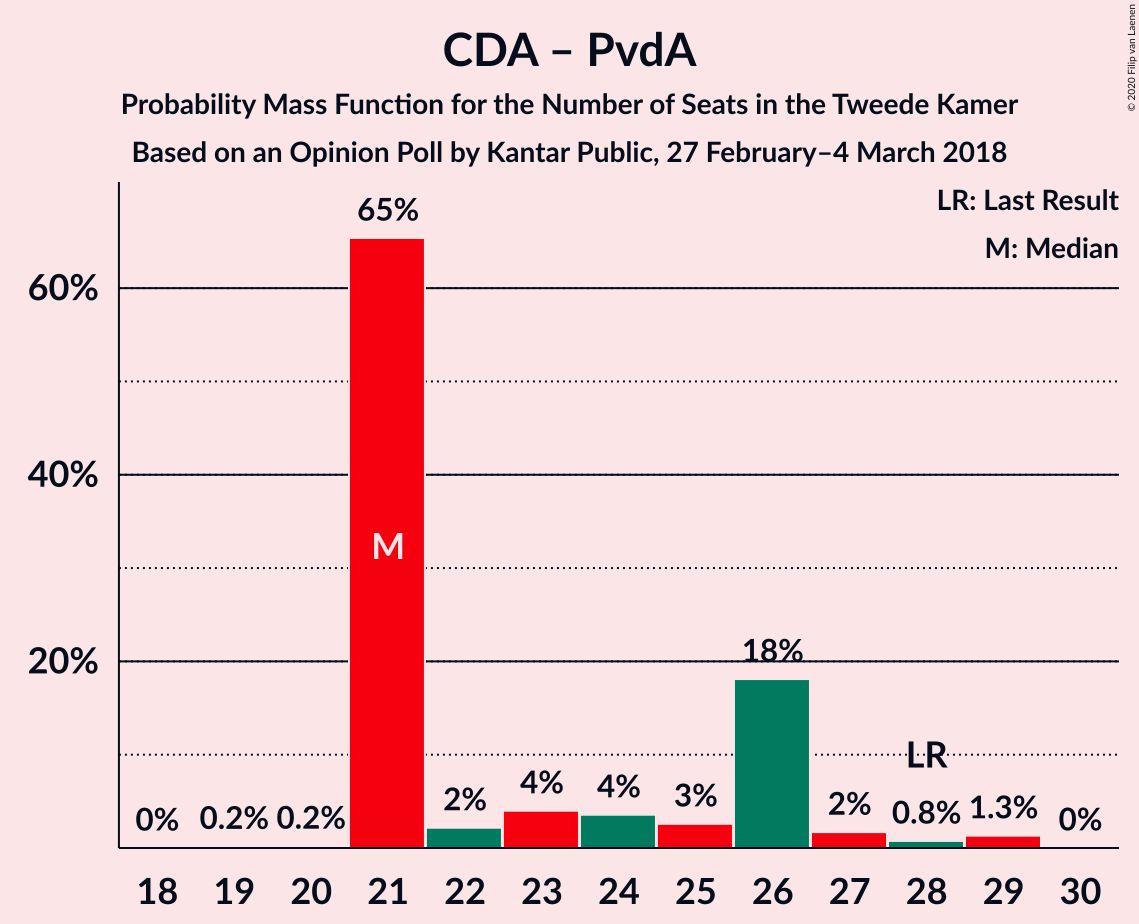 CDA – PvdA
Probability Mass Function for the Number of Seats in the Tweede Kamer
Based on an Opinion Poll by Kantar Public, 27 February–4 March 2018
© 2020 Filip van Laenen
LR: Last Result
M: Median
60%
40%
20%
0%
0.2%
0.2%
65%
M
2%
4%
4%
3%
18%
2%
LR
0.8%
1.3%
0%
18 19 20 21 22 23 24 25 26 27 28 29 30